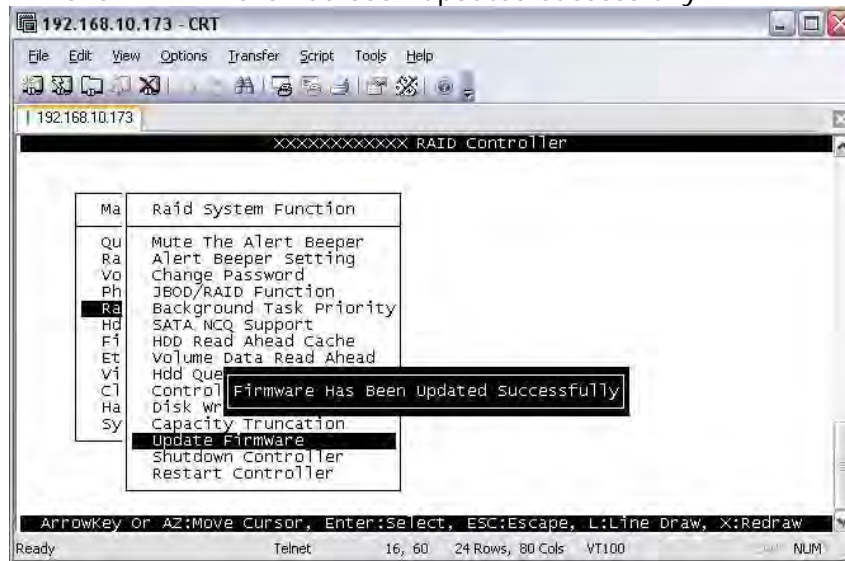 192.168.10.173 - CRT
File Edit View Options Transfer Script Tools Help
192.168.10.173
XXXXXXXXXXXX RAID Controller
Ma
Raid System Function
Qu
Mute The Alert Beeper
Ra
Alert Beeper Setting
Vo
Change Password
Ph
JBOD/RAID Function
Ra
Background Task Priority
Hd
SATA NCQ Support
Fi
HDD Read Ahead Cache
Et
Volume Data Read Ahead
Vi
Hdd Que
Cl
Control
Firmware Has Been Updated Successfully
Ha
Disk Wr
Sy
Capacity Truncation
Update Firmware
Shutdown Controller
Restart Controller
ArrowKey Or AZ:Move Cursor, Enter:Select, ESC:Escape, L:Line Draw, X:Redraw
Ready Telnet 16, 60 24 Rows, 80 Cols VT100 NUM